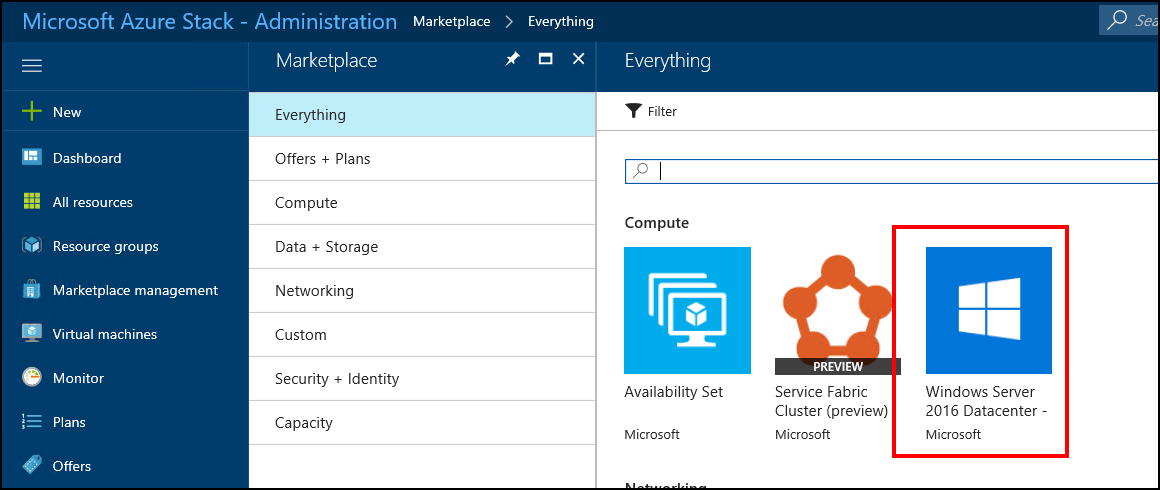 Microsoft Azure Stack - Administration Marketplace > Everything
Marketplace
Everything
New
Dashboard
All resources
Resource groups
Marketplace management
Virtual machines
Monitor
Plans
Offers
Everything
Offers + Plans
Compute
Data + Storage
Networking
Custom
Security + Identity
Capacity
Filter
Compute
Availability Set
Microsoft
PREVIEW
Service Fabric
Cluster (preview)
Microsoft
Windows Server
2016 Datacenter -
Microsoft
Networking